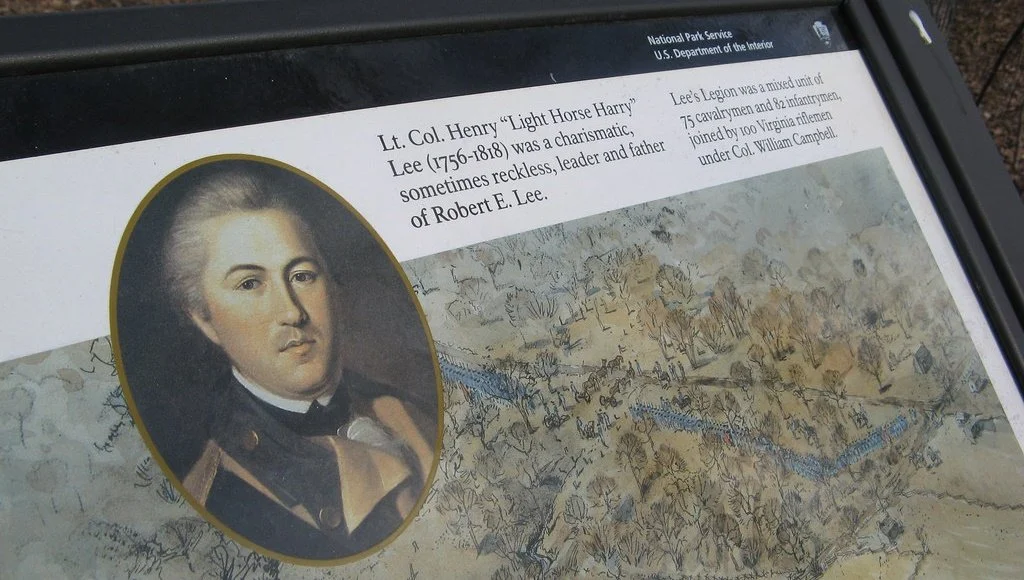 National Park Service
U.S. Department of the Interior
Lt. Col. Henry “Light Horse Harry”
Lee (1756-1818) was a charismatic,
sometimes reckless, leader and father
of Robert E. Lee.
Lee's Legion was a mixed unit of
75 cavalrymen and 82 infantrymen,
joined by 100 Virginia riflemen
under Col. William Campbell.